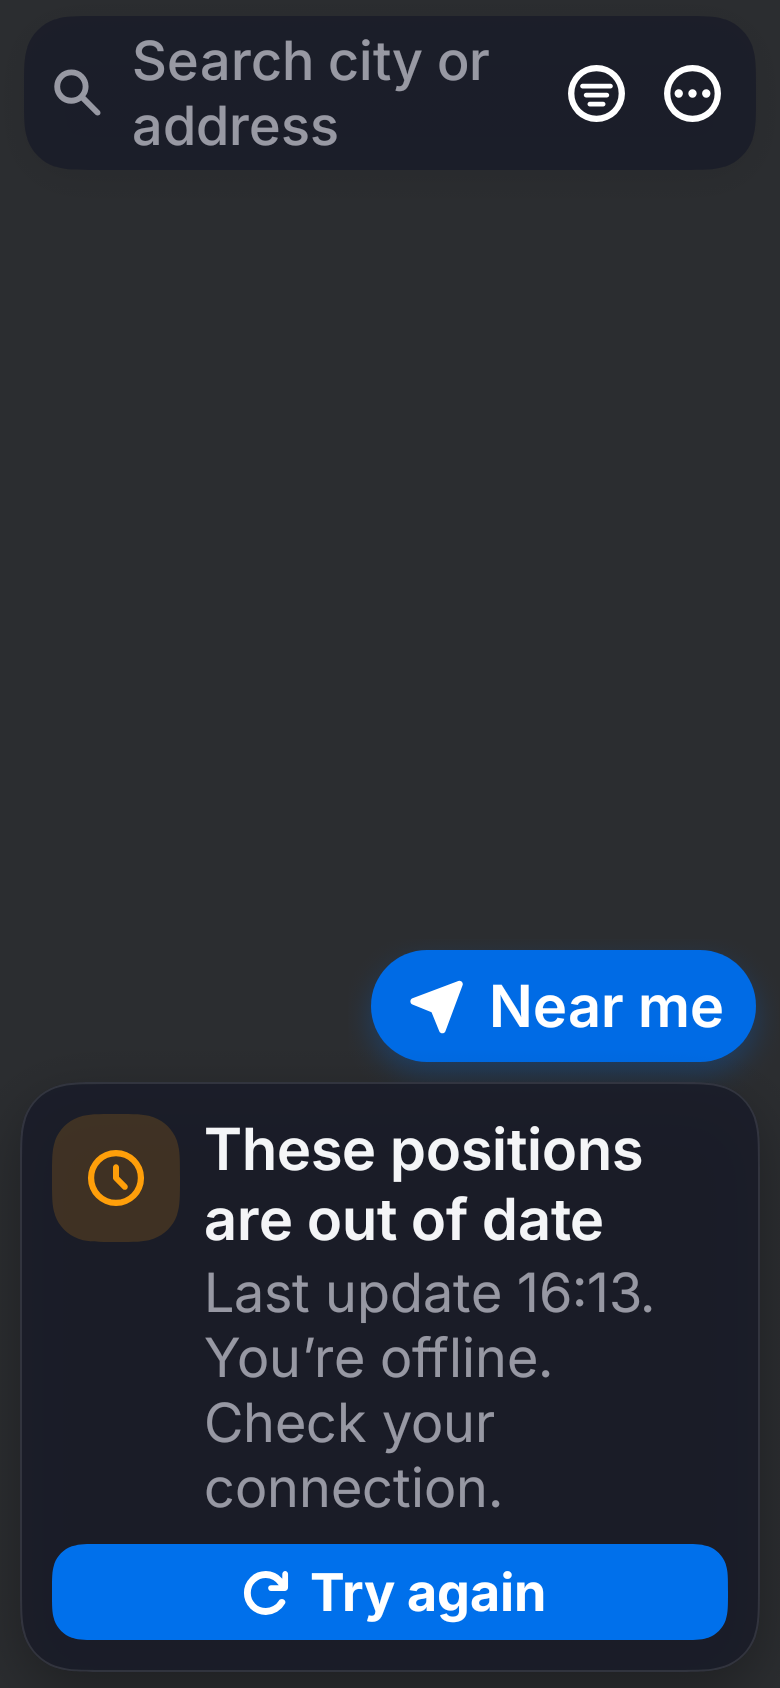 Search city or
address
Near me
These positions
are out of date
Last update 16:13.
You’re offline.
Check your
connection.
Try again